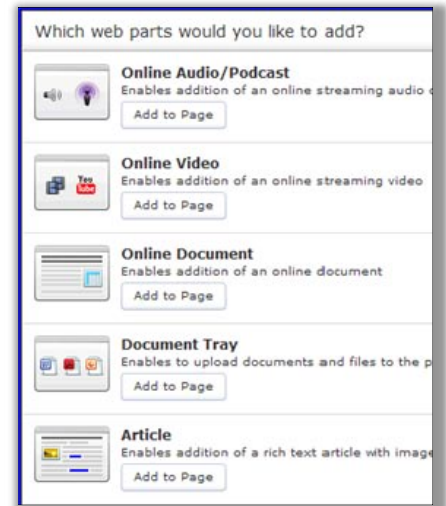 Which web parts would you like to add?
Online Audio/Podcast
Enables addition of an online streaming audio
Add to Page
Online Video
Enables addition of an online streaming video
You Tube
Add to Page
Online Document
Enables addition of an online document
Add to Page
Document Tray
Enables to upload documents and files to the p
Add to Page
Article
Enables addition of a rich text article with image
Add to Page